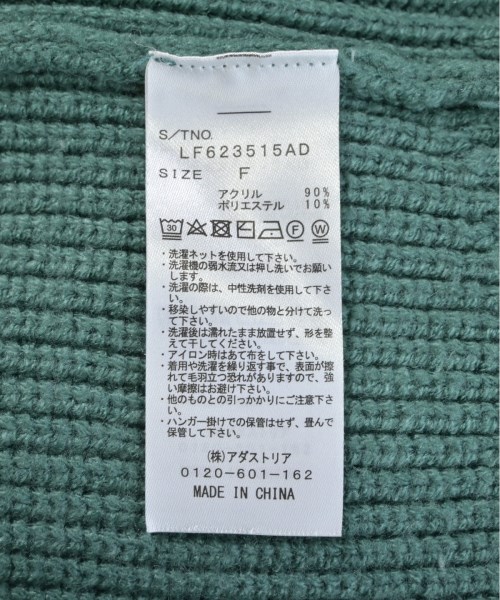 S/TNO.
LF623515AD
SIZE F
アクリル 90%
ポリエステル 10%
30 F W
・洗濯ネットを使用して下さい。
・洗濯機の弱水流又は押し洗いでお願い
します。
・洗濯の際は、中性洗剤を使用して下さ
い。
・移染しやすいので他の物と分けて洗っ
て下さい。
・洗濯後は濡れたまま放置せず、形を整
えて干してください。
・アイロン時はあて布をして下さい。
・着用や洗濯を繰り返す事で、表面が擦
れて毛羽立つ恐れがありますので、強
い摩擦はお避け下さい。
・他のものとの引っかかりにご注意下さ
い。
・ハンガー掛けでの保管はせず、畳んで
保管して下さい。
(株)アダストリア
0120-601-162
MADE IN CHINA